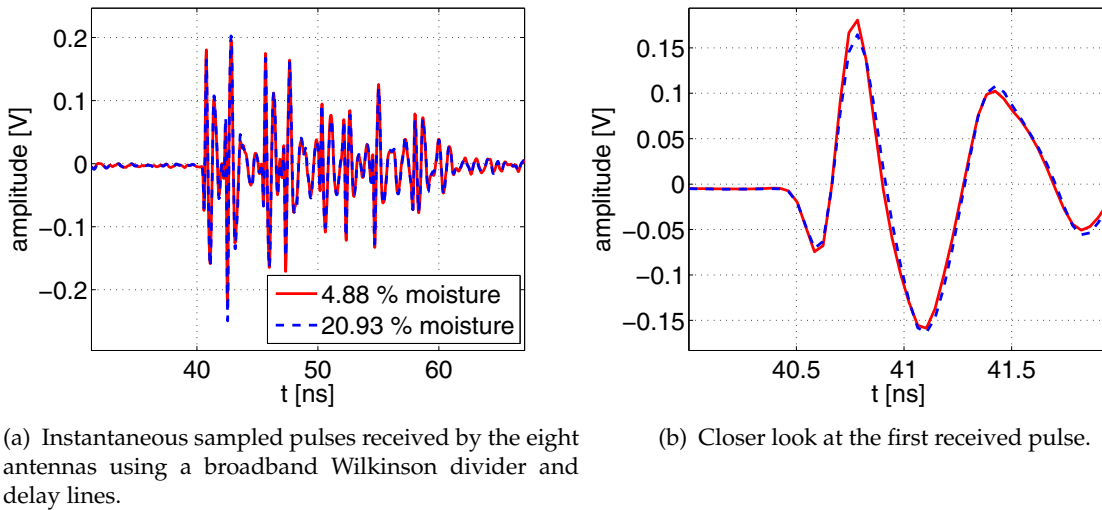 0.2
0.1
0
−0.1
−0.2
amplitude [V]
4.88 % moisture
20.93 % moisture
40
50
60
t [ns]
(a) Instantaneous sampled pulses received by the eight
antennas using a broadband Wilkinson divider and
delay lines.
0.15
0.1
0.05
0
−0.05
−0.1
−0.15
amplitude [V]
40.5
41
41.5
t [ns]
(b) Closer look at the first received pulse.